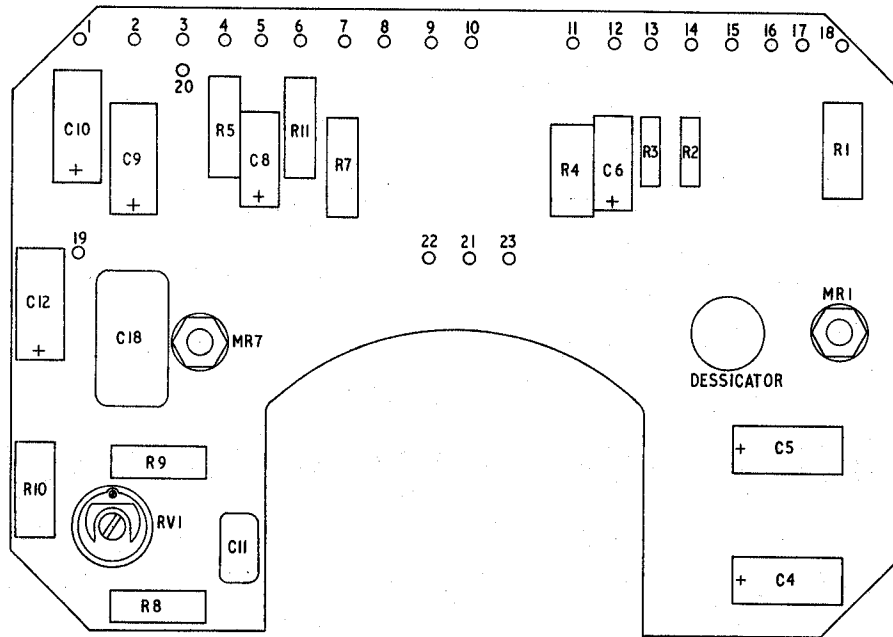 1 2 3 4 5 6 7 8 9 10 11 12 13 14 15 16 17 18
20
C10 + C9 + R5 C8 + R11 R7 R4 C6 + R3 R2 R1
19 22 21 23
C12 + C18 MR7 MR1
DESSICATOR
R10 R9 + C5
RV1 C11
R8 + C4